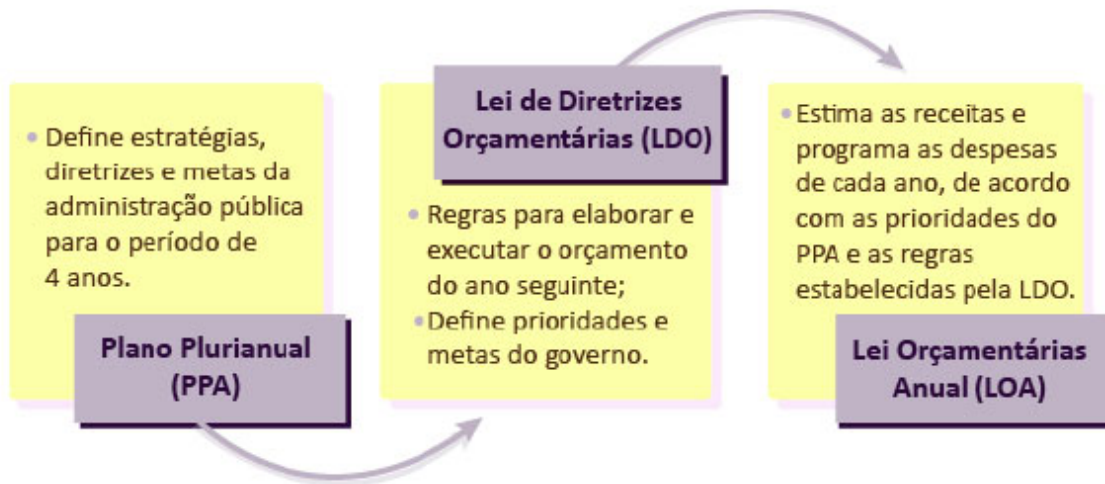 • Define estratégias,
diretrizes e metas da
administração pública
para o período de
4 anos.
Plano Plurianual
(PPA)
Lei de Diretrizes
Orçamentárias (LDO)
• Regras para elaborar e
executar o orçamento
do ano seguinte;
• Define prioridades e
metas do governo.
• Estima as receitas e
programa as despesas
de cada ano, de acordo
com as prioridades do
PPA e as regras
estabelecidas pela LDO.
Lei Orçamentárias
Anual (LOA)